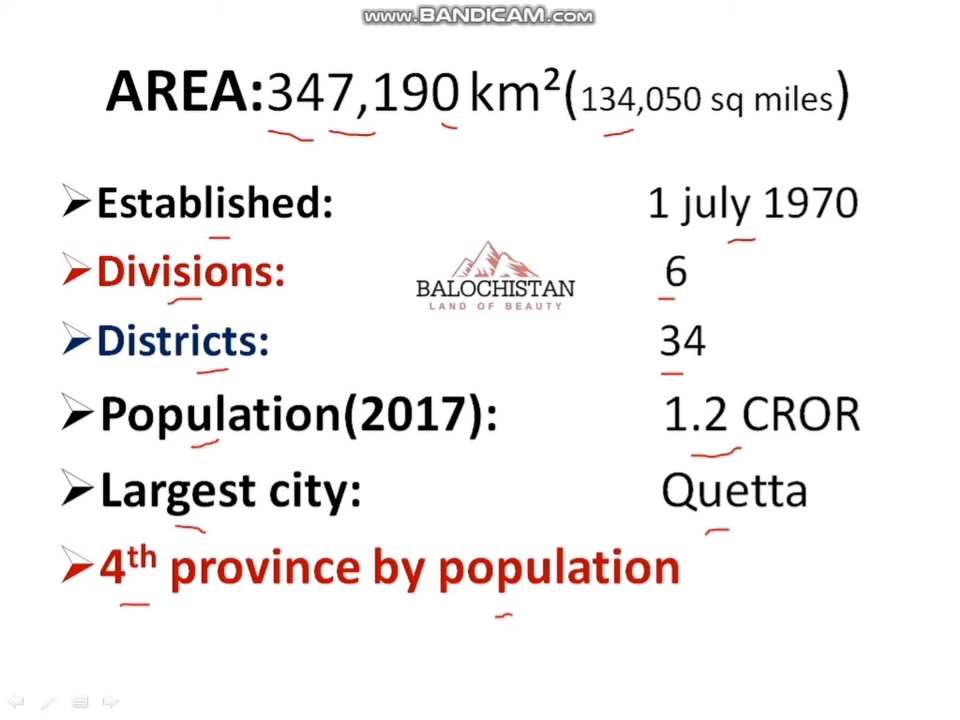 www.BANDICAM.com
AREA:347,190 km²(134,050 sq miles)
Established: 1 july 1970
Divisions: 6
BALOCHISTAN
LAND OF BEAUTY
Districts: 34
Population(2017): 1.2 CROR
Largest city: Quetta
4th province by population